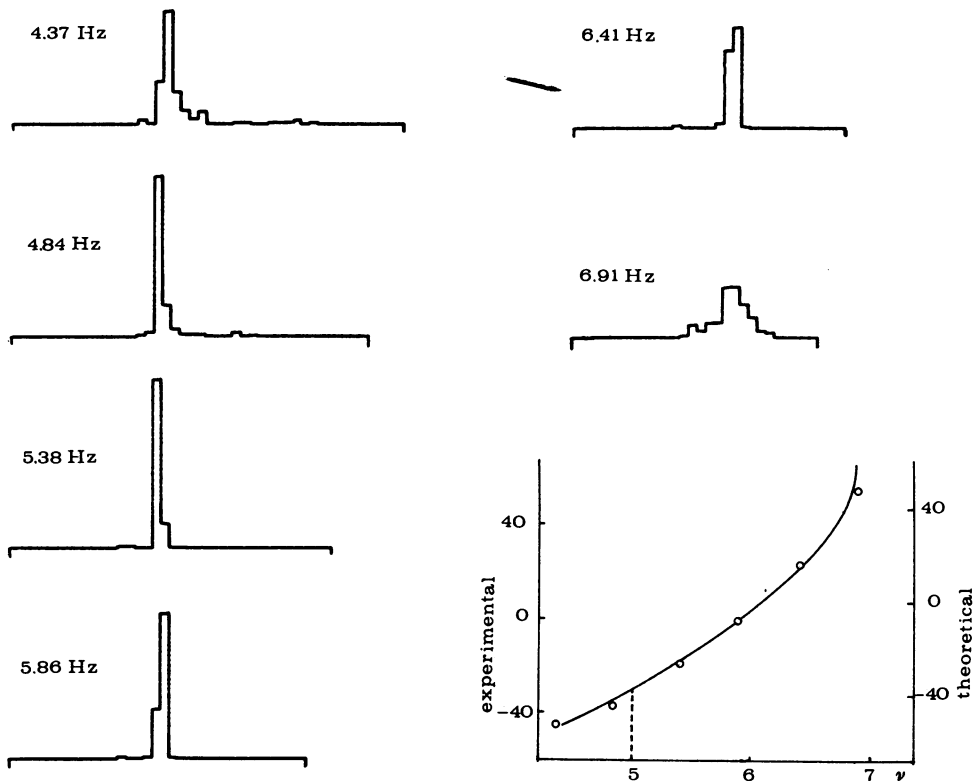 4.37 Hz
4.84 Hz
5.38 Hz
5.86 Hz
6.41 Hz
6.91 Hz
experimental
40
0
-40
5
6
7
ν
40
0
-40
theoretical